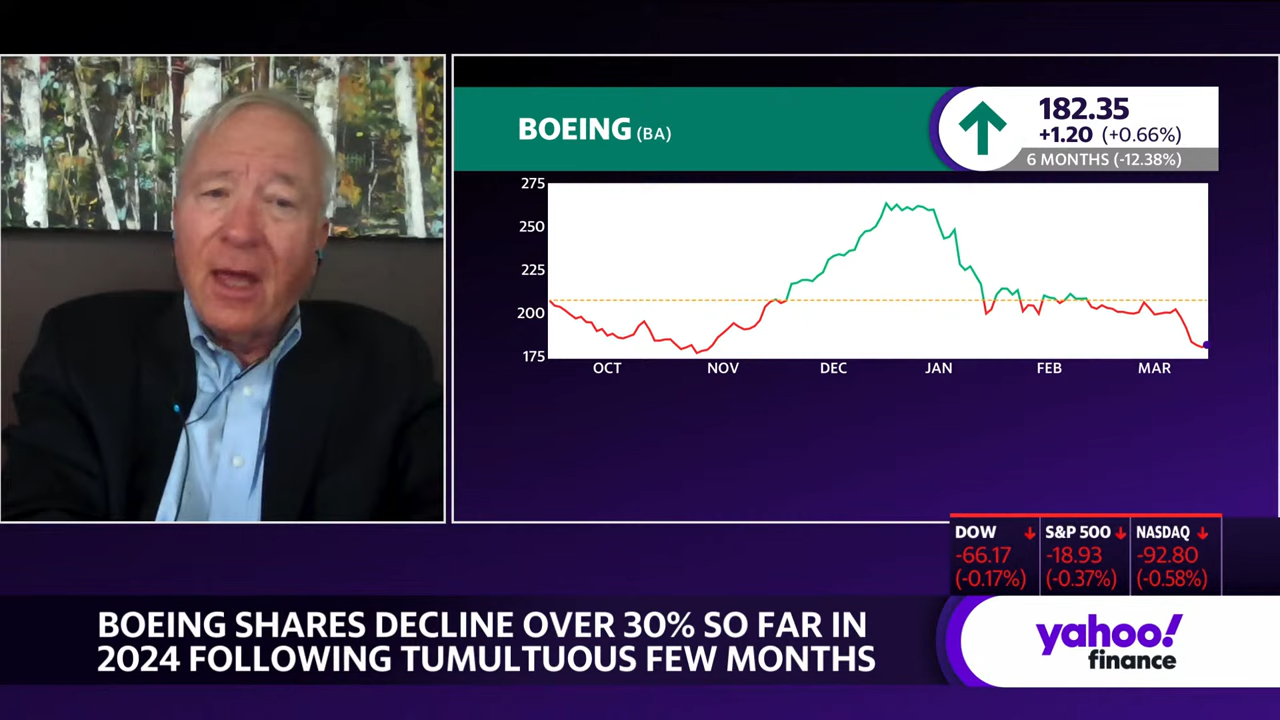 BOEING (BA)
182.35
+1.20 (+0.66%)
6 MONTHS (-12.38%)
275
250
225
200
175
OCT NOV DEC JAN FEB MAR
DOW S&P 500 NASDAQ
-66.17 -18.93 -92.80
(-0.17%) (-0.37%) (-0.58%)
BOEING SHARES DECLINE OVER 30% SO FAR IN
2024 FOLLOWING TUMULTUOUS FEW MONTHS
yahoo!
finance